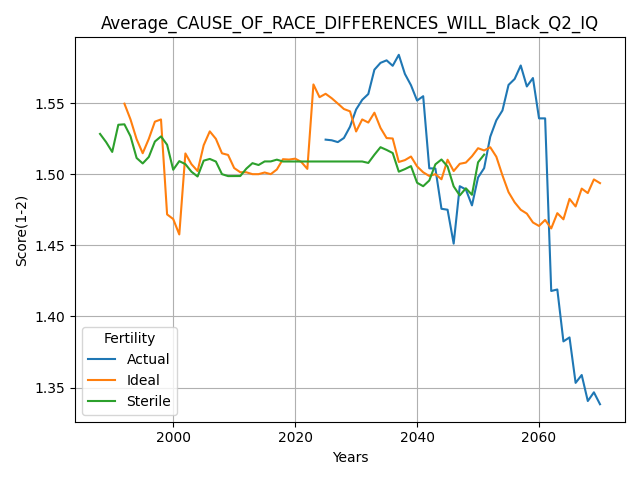 Average_CAUSE_OF_RACE_DIFFERENCES_WILL_Black_Q2_IQ
Score(1-2)
1.55
1.50
1.45
1.40
1.35
Fertility
Actual
Ideal
Sterile
2000 2020 2040 2060
Years